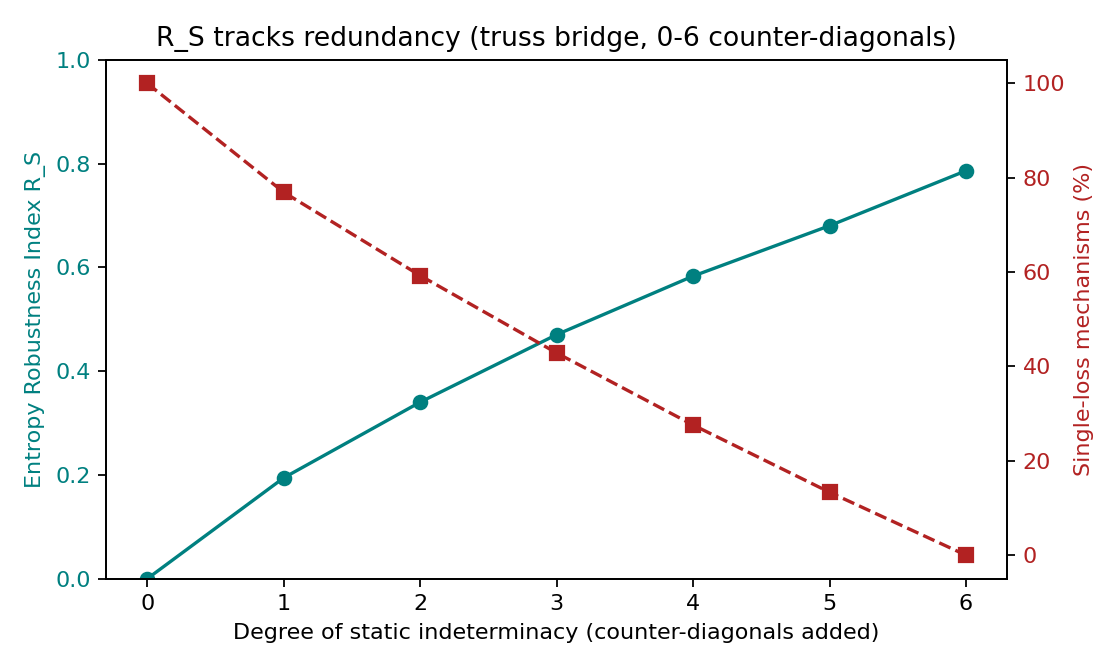 R_S tracks redundancy (truss bridge, 0-6 counter-diagonals)
Entropy Robustness Index R_S
1.0
0.8
0.6
0.4
0.2
0.0
0 1 2 3 4 5 6
Degree of static indeterminacy (counter-diagonals added)
100
80
60
40
20
0
Single-loss mechanisms (%)